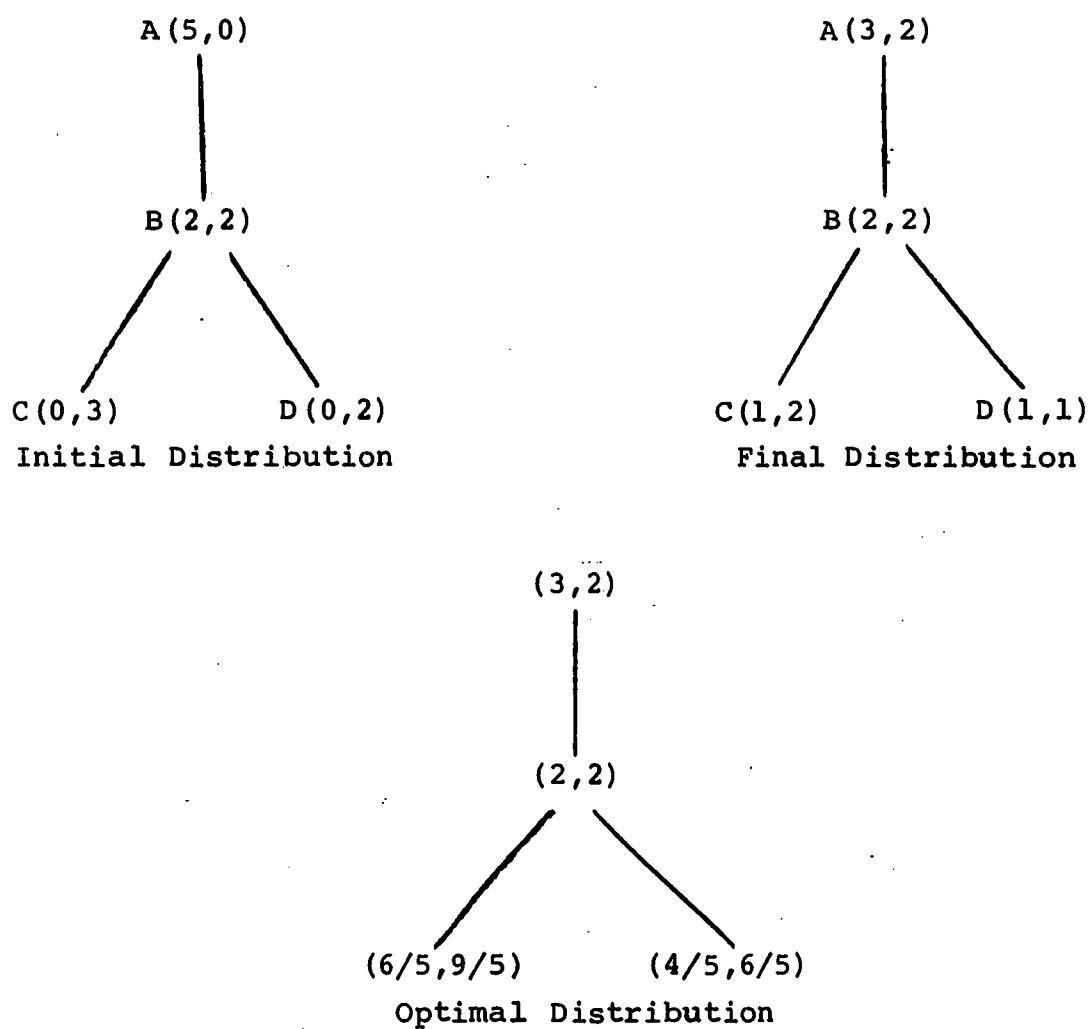 A(5,0)
B(2,2)
C(0,3) D(0,2)
Initial Distribution
A(3,2)
B(2,2)
C(1,2) D(1,1)
Final Distribution
(3,2)
(2,2)
(6/5,9/5) (4/5,6/5)
Optimal Distribution